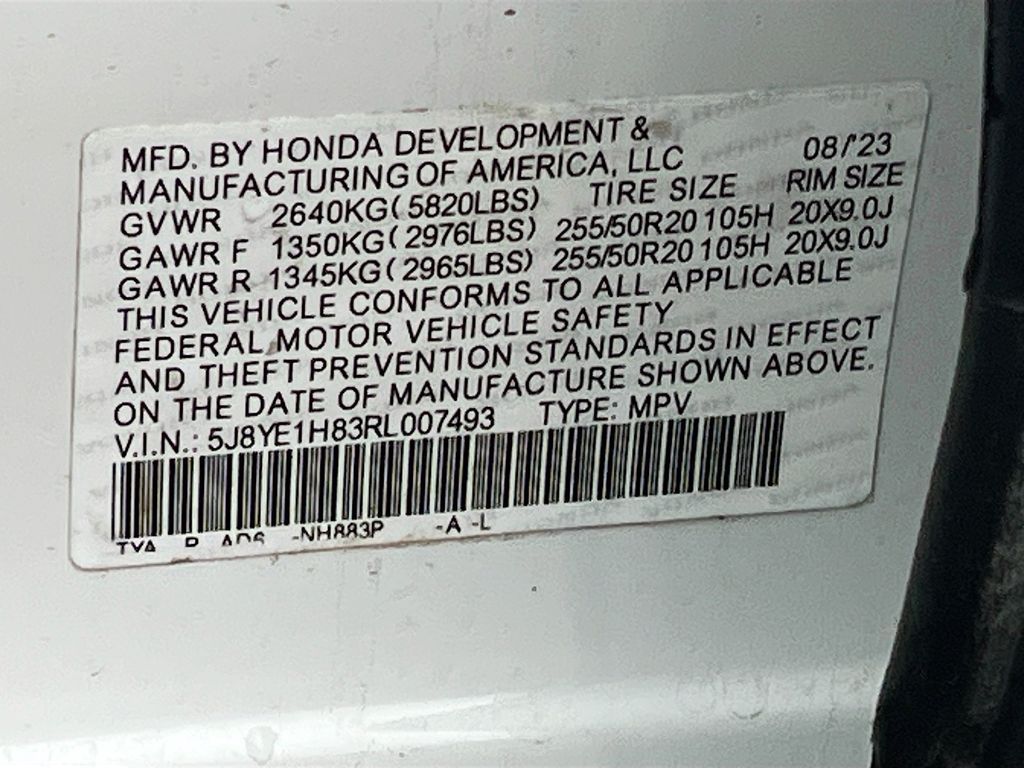 MFD. BY HONDA DEVELOPMENT &
MANUFACTURING OF AMERICA, LLC 08/'23
GVWR 2640KG(5820LBS) TIRE SIZE RIM SIZE
GAWR F 1350KG(2976LBS) 255/50R20 105H 20X9.0J
GAWR R 1345KG(2965LBS) 255/50R20 105H 20X9.0J
THIS VEHICLE CONFORMS TO ALL APPLICABLE
FEDERAL MOTOR VEHICLE SAFETY
AND THEFT PREVENTION STANDARDS IN EFFECT
ON THE DATE OF MANUFACTURE SHOWN ABOVE.
V.I.N.: 5J8YE1H83RL007493 TYPE: MPV
-NH883P -A -L